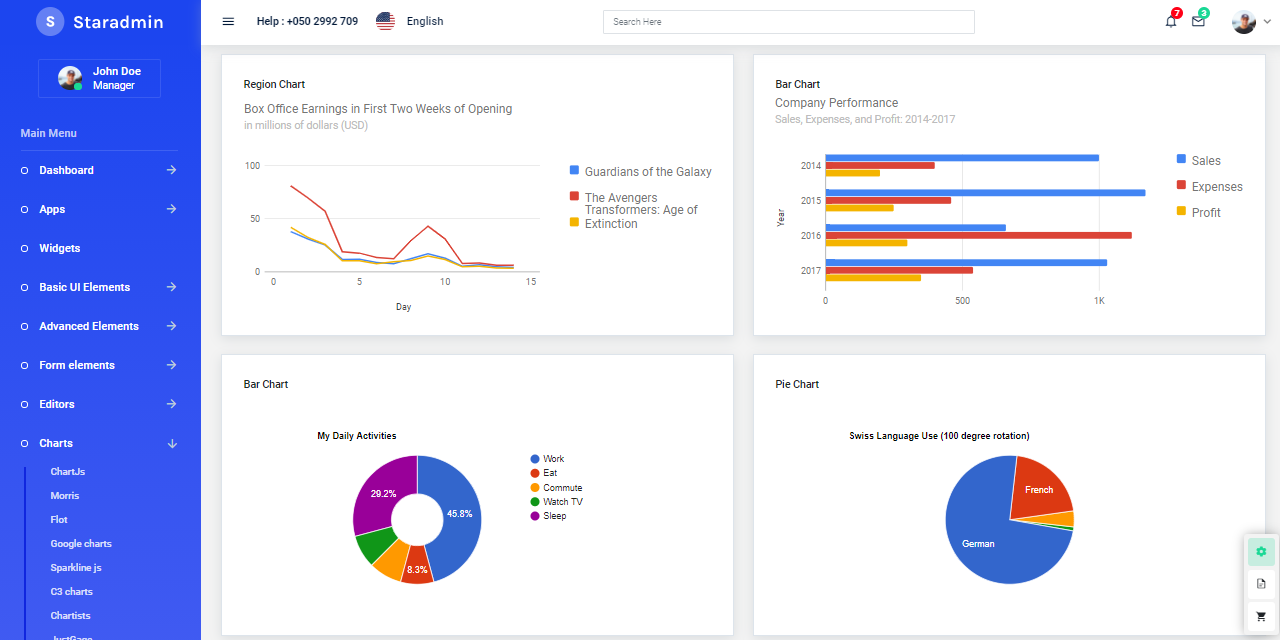 S Staradmin
Help : +050 2992 709
English
Search Here
7
3
John Doe
Manager
Main Menu
Dashboard
Apps
Widgets
Basic UI Elements
Advanced Elements
Form elements
Editors
Charts
ChartJs
Morris
Flot
Google charts
Sparkline js
C3 charts
Chartists
JustGage
Region Chart
Box Office Earnings in First Two Weeks of Opening
in millions of dollars (USD)
100
50
0
0 5 10 15
Day
Guardians of the Galaxy
The Avengers
Transformers: Age of
Extinction
Bar Chart
Company Performance
Sales, Expenses, and Profit: 2014-2017
Year
2014
2015
2016
2017
0 500 1K
Sales
Expenses
Profit
Bar Chart
My Daily Activities
29.2%
45.8%
8.3%
Work
Eat
Commute
Watch TV
Sleep
Pie Chart
Swiss Language Use (100 degree rotation)
French
German